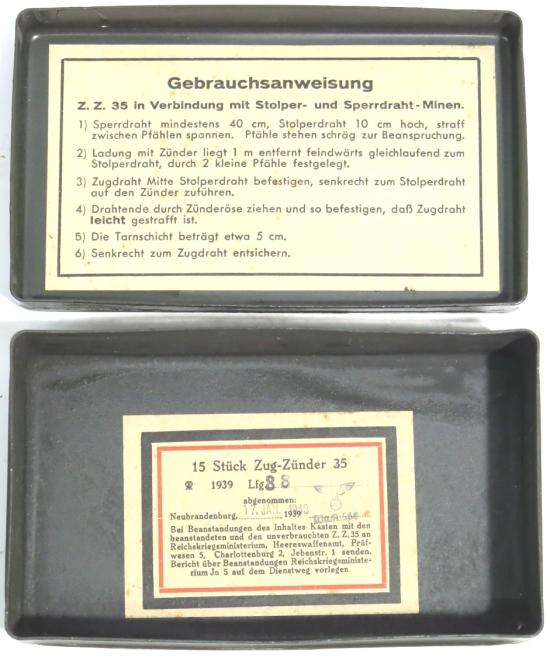 Gebrauchsanweisung
Z. Z. 35 in Verbindung mit Stolper- und Sperrdraht-Minen.
1) Sperrdraht mindestens 40 cm, Stolperdraht 10 cm hoch, straff
zwischen Pfählen spannen. Pfähle stehen schräg zur Beanspruchung.
2) Ladung mit Zünder liegt 1 m entfernt feindwärts gleichlaufend zum
Stolperdraht, durch 2 kleine Pfähle festgelegt.
3) Zugdraht Mitte Stolperdraht befestigen, senkrecht zum Stolperdraht
auf den Zünder zuführen.
4) Drahtende durch Zünderöse ziehen und so befestigen, daß Zugdraht
leicht gestrafft ist.
5) Die Tarnschicht beträgt etwa 5 cm.
6) Senkrecht zum Zugdraht entsichern.
15 Stück Zug-Zünder 35
1939 Lfg 88
abgenommen:
Neubrandenburg, 17. JAN. 1940 1939
Bei Beanstandungen des Inhaltes Kasten mit den
beanstandeten und den unverbrauchten Z. Z. 35 an
Reichskriegsministerium, Heereswaffenamt, Prüf-
wesen 5, Charlottenburg 2, Jebenstr. 1 senden.
Bericht über Beanstandungen Reichskriegsministe-
rium Jn 5 auf dem Dienstweg vorlegen